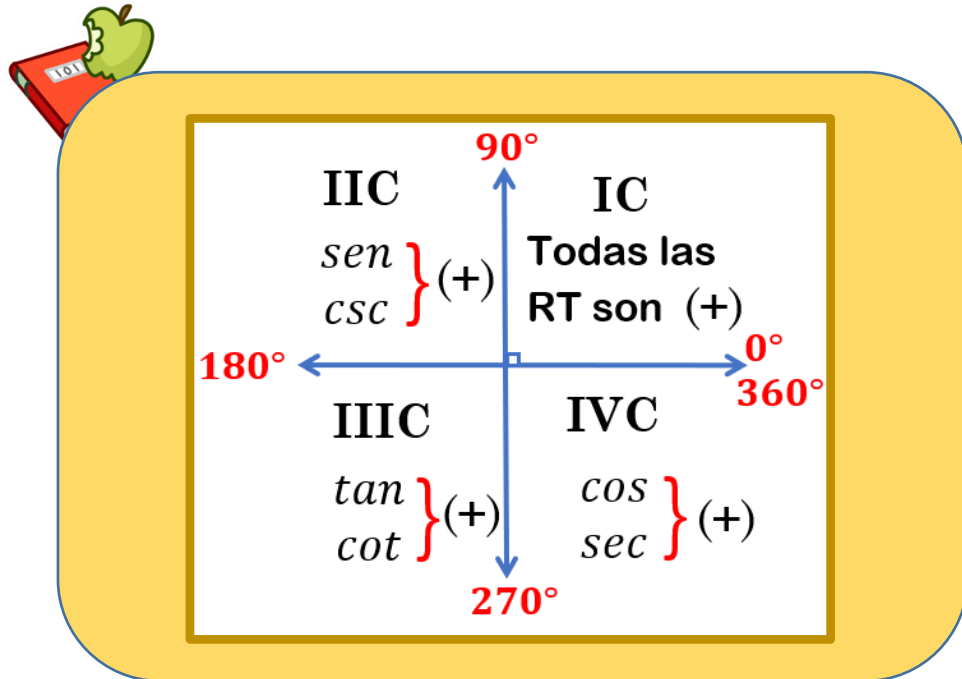 101
90°
IIC
sen
csc
(+)
IC
Todas las
RT son (+)
180°
0°
360°
IIIC
tan
cot
(+)
IVC
cos
sec
(+)
270°